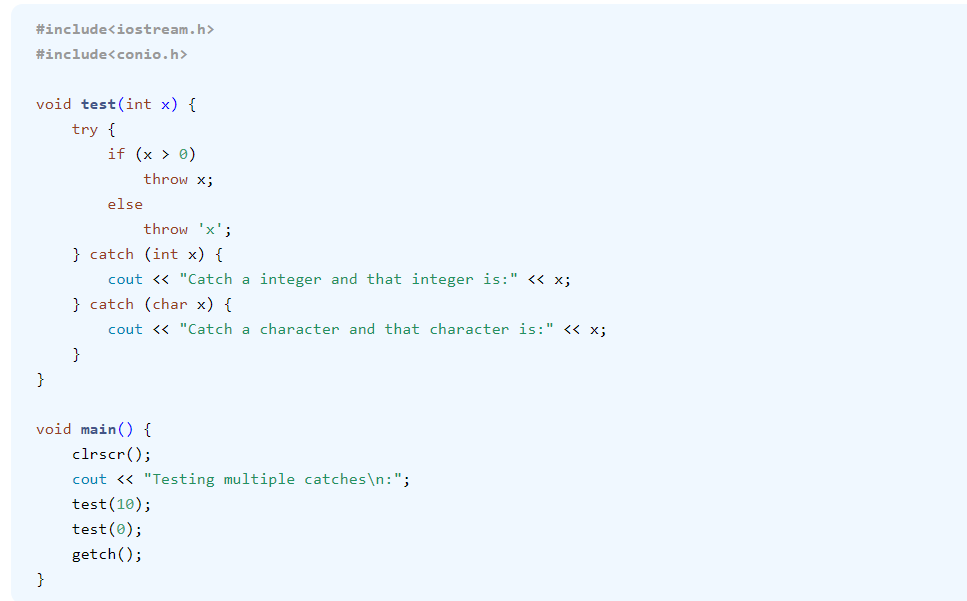 #include<iostream.h>
#include<conio.h>
void test(int x) {
try {
if (x > 0)
throw x;
else
throw 'x';
} catch (int x) {
cout << "Catch a integer and that integer is:" << x;
} catch (char x) {
cout << "Catch a character and that character is:" << x;
}
}
void main() {
clrscr();
cout << "Testing multiple catches\n:";
test(10);
test(0);
getch();
}